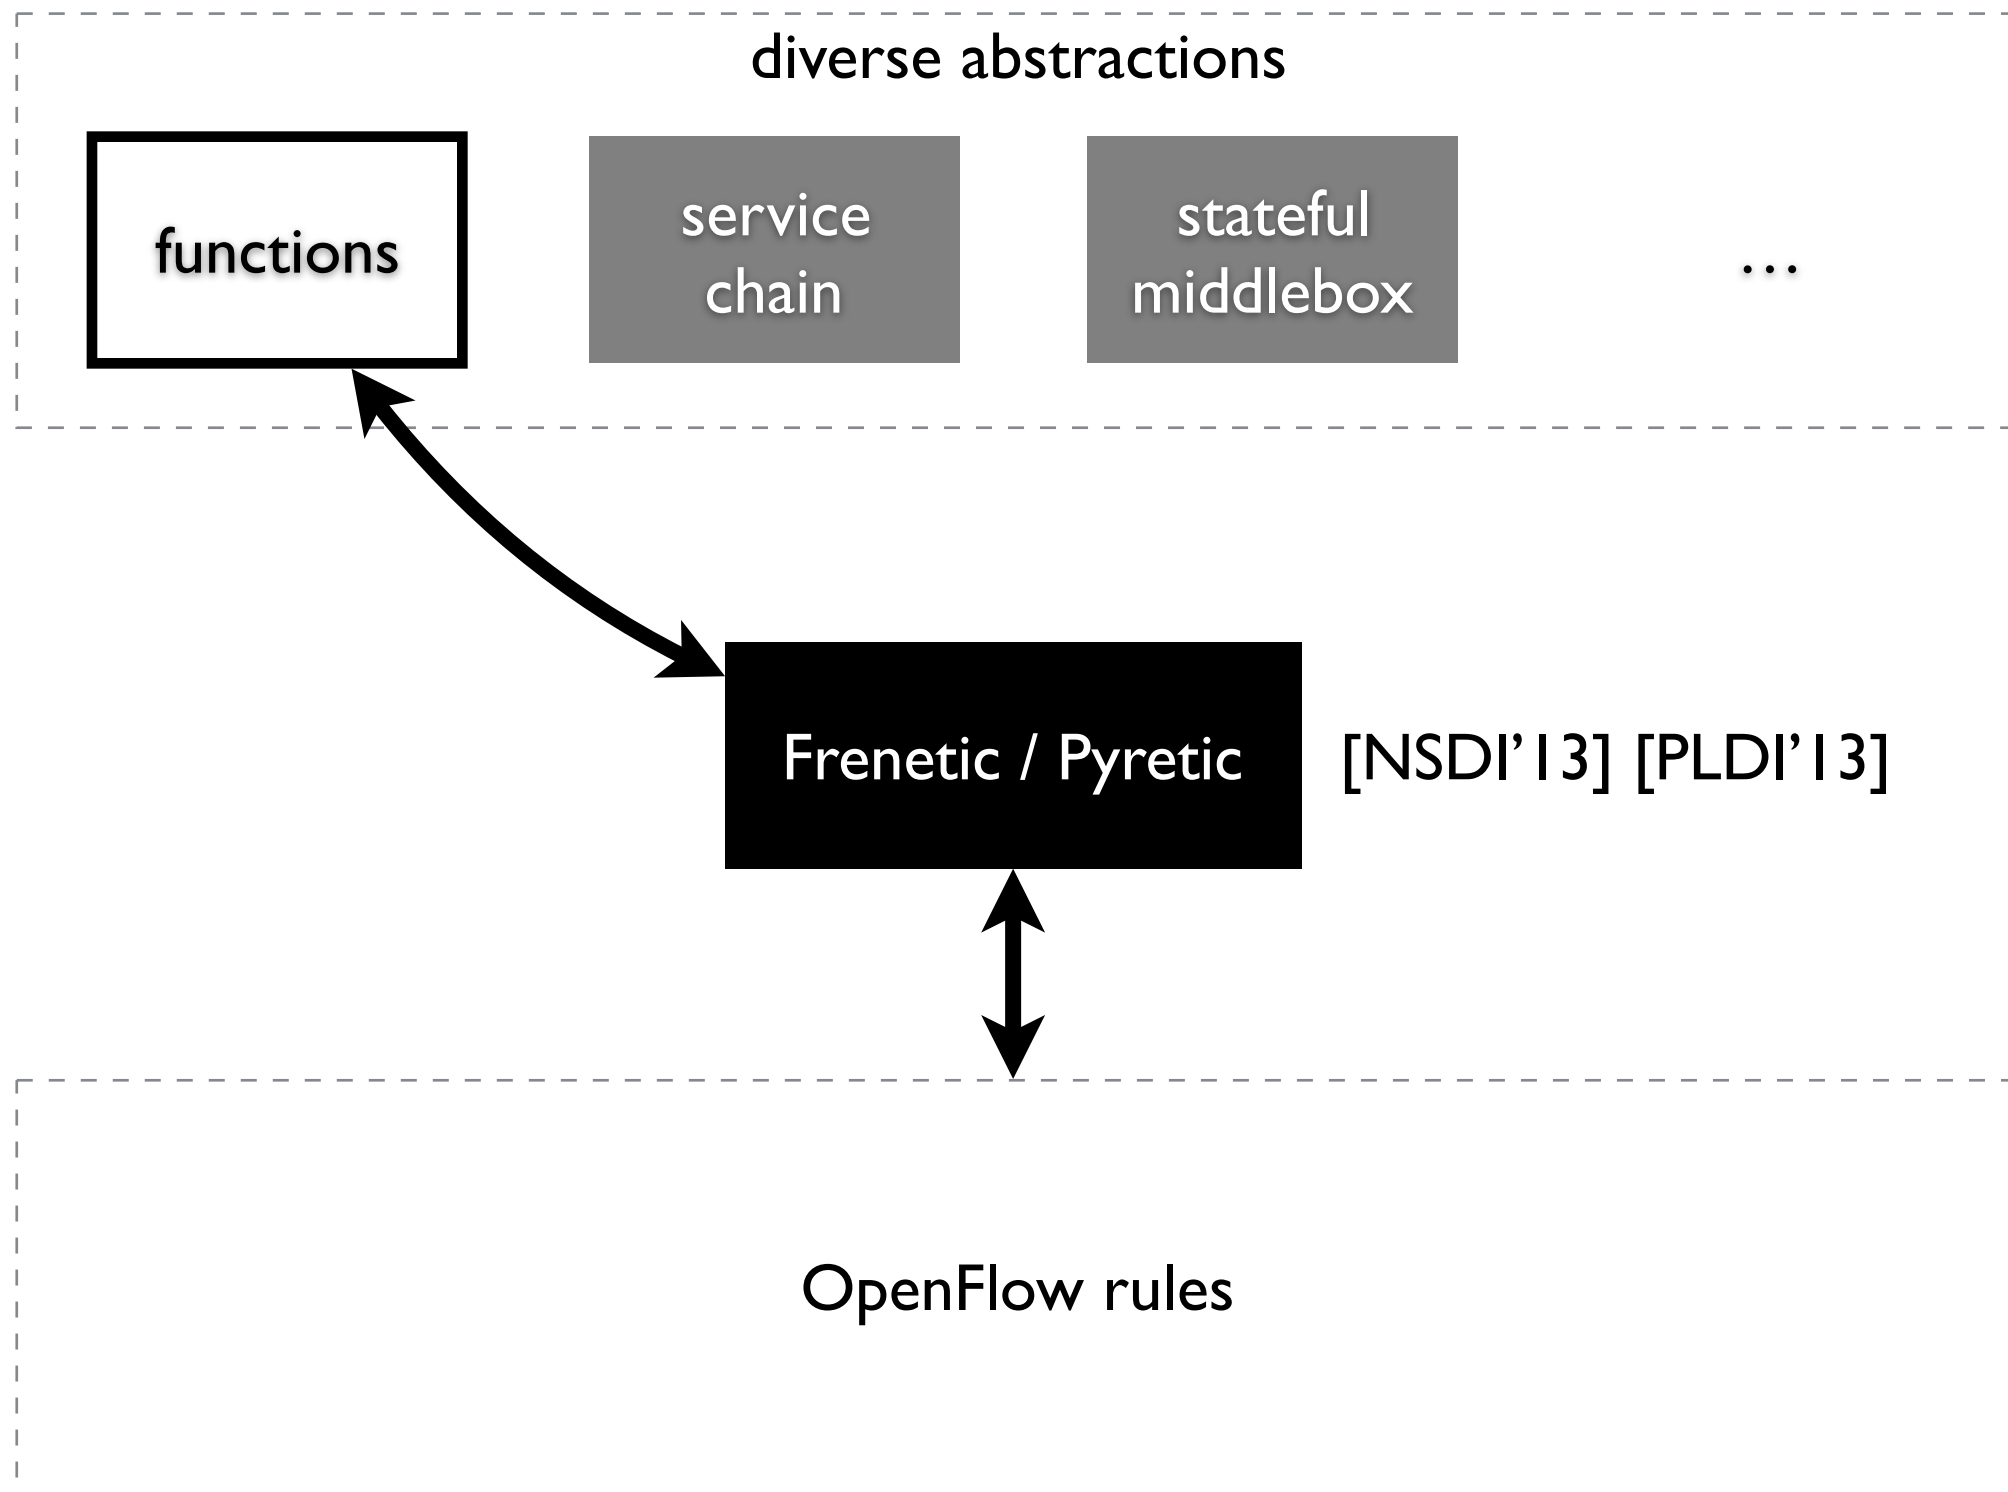 diverse abstractions
functions
service
chain
stateful
middlebox
…
Frenetic / Pyretic
[NSDI’13] [PLDI’13]
OpenFlow rules